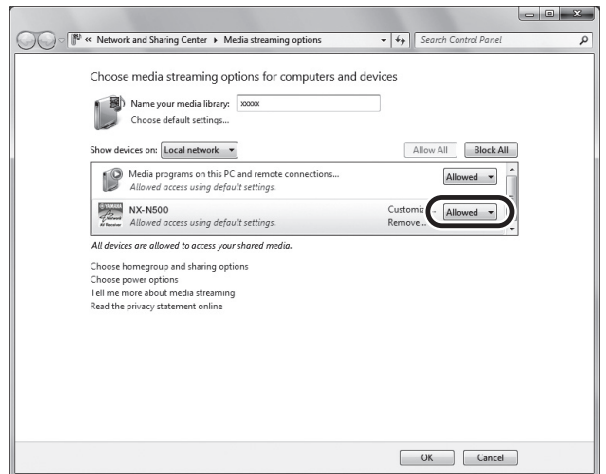 « Network and Sharing Center ▸ Media streaming options
Search Control Panel
Choose media streaming options for computers and devices
Name your media library: xxxxx
Choose default settings...
Show devices on: Local network
Allow All Block All
Media programs on this PC and remote connections...
Allowed access using default settings.
Allowed
YAMAHA
Network
AV Receiver
NX-N500
Allowed access using default settings.
Allowed
Remove...
All devices are allowed to access your shared media.
Choose homegroup and sharing options
Choose power options
Tell me more about media streaming
Read the privacy statement online
OK Cancel